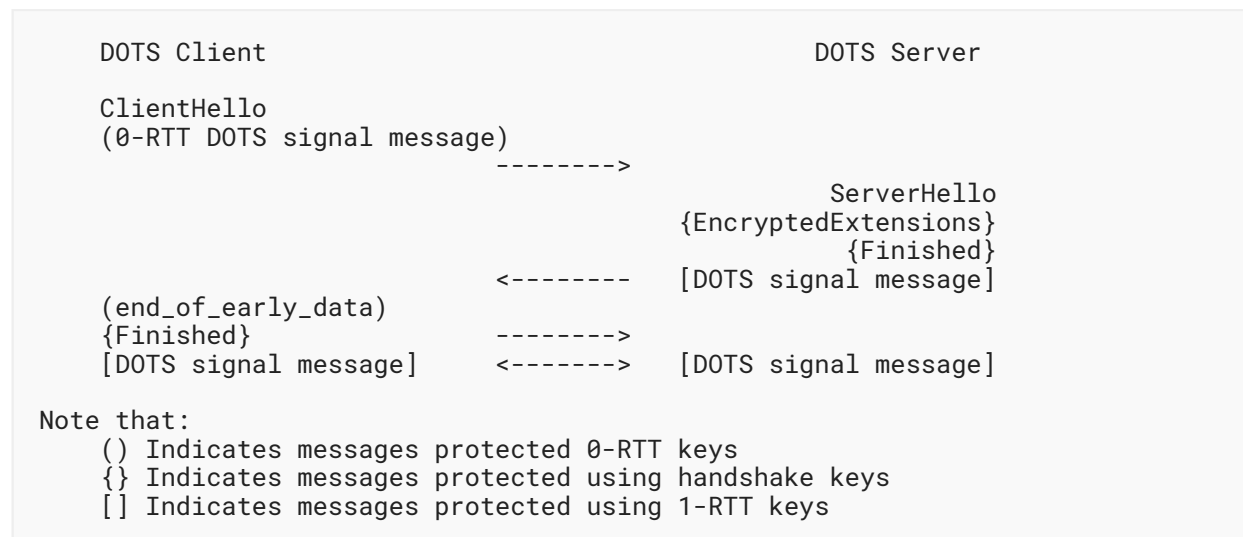 DOTS Client                                   DOTS Server
ClientHello
(0-RTT DOTS signal message)
-------->
ServerHello
{EncryptedExtensions}
{Finished}
<-------- [DOTS signal message]
(end_of_early_data)
{Finished} -------->
[DOTS signal message] <-------> [DOTS signal message]
Note that:
() Indicates messages protected 0-RTT keys
{} Indicates messages protected using handshake keys
[] Indicates messages protected using 1-RTT keys